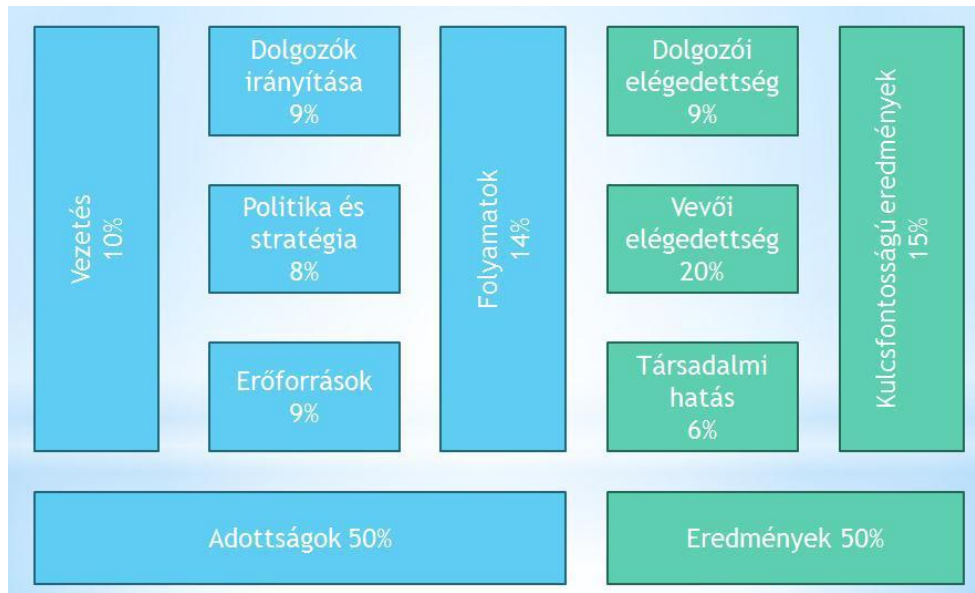 Vezetés
10%
Dolgozók
irányítása
9%
Politika és
stratégia
8%
Erőforrások
9%
Folyamatok
14%
Dolgozói
elégedettség
9%
Vevői
elégedettség
20%
Társadalmi
hatás
6%
Kulcsfontosságú eredmények
15%
Adottságok 50%
Eredmények 50%